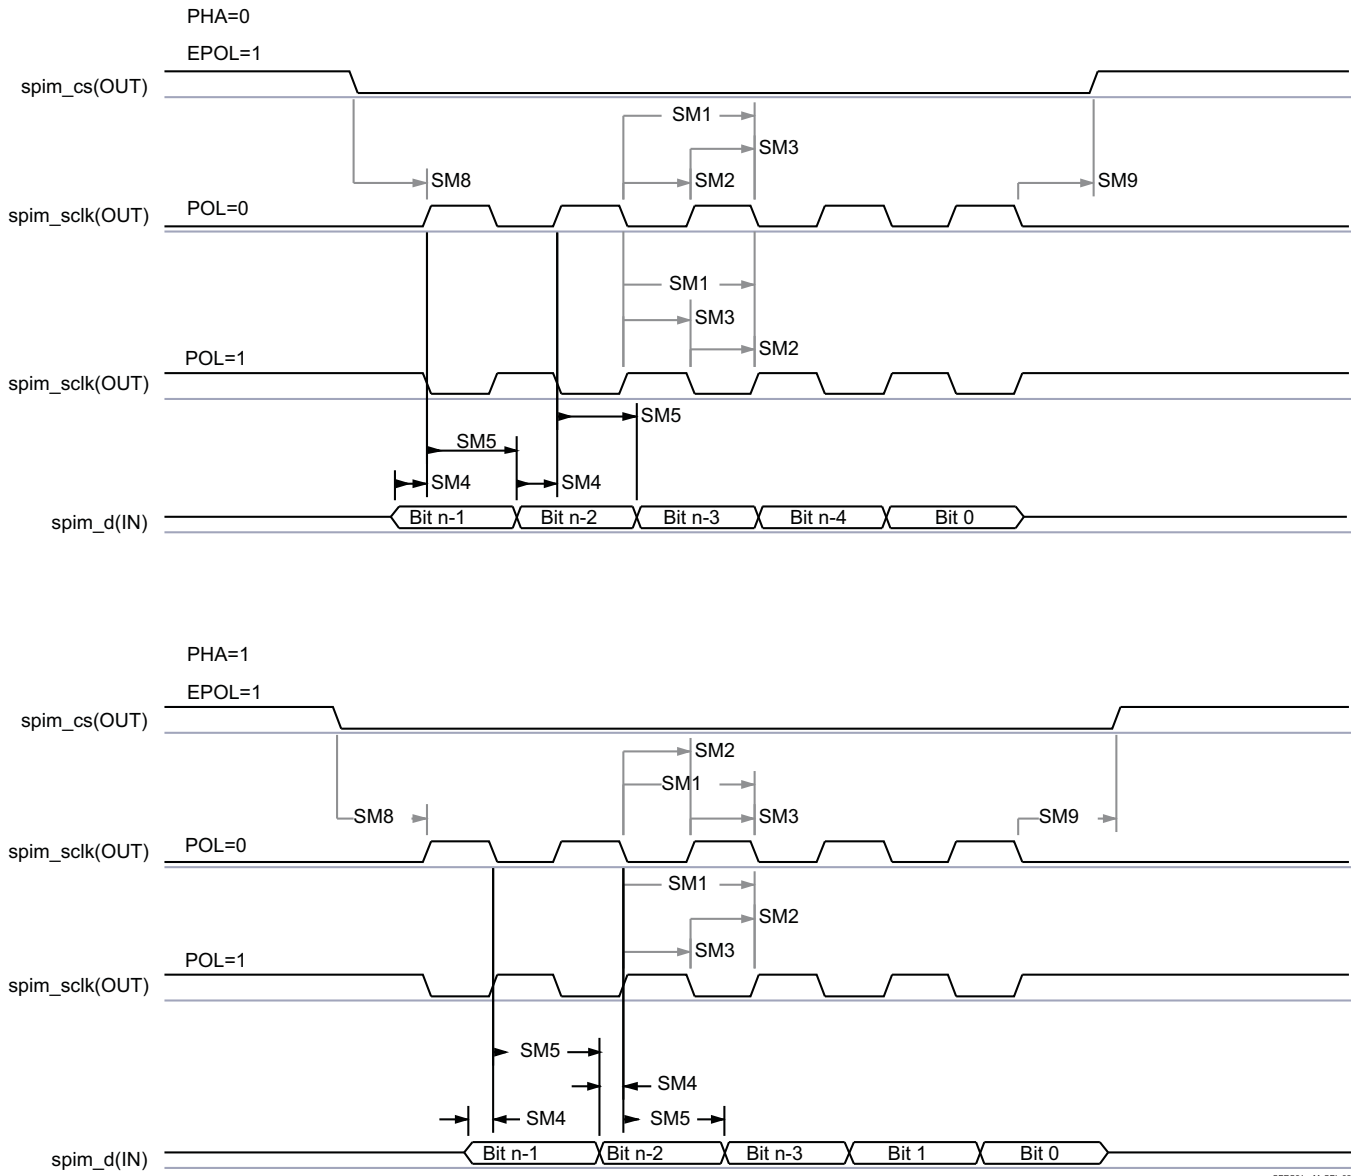 PHA=0
EPOL=1
spim_cs(OUT)
SM1
SM3
SM8
SM2
SM9
POL=0
spim_sclk(OUT)
SM1
SM3
SM2
POL=1
spim_sclk(OUT)
SM5
SM5
SM4
SM4
spim_d(IN)
Bit n-1
Bit n-2
Bit n-3
Bit n-4
Bit 0
PHA=1
EPOL=1
spim_cs(OUT)
SM2
SM1
SM8
SM3
SM9
POL=0
spim_sclk(OUT)
SM1
SM2
SM3
POL=1
spim_sclk(OUT)
SM5
SM4
SM4
SM5
spim_d(IN)
Bit n-1
Bit n-2
Bit n-3
Bit 1
Bit 0